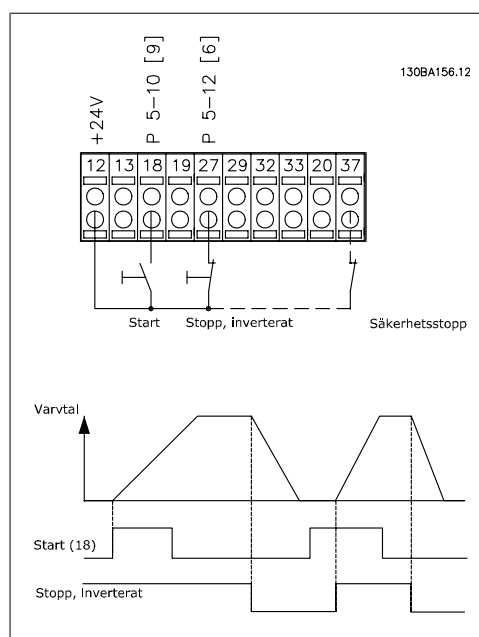 130BA156.12
+24V
P 5-10 [9]
P 5-12 [6]
12 13 18 19 27 29 32 33 20 37
Start
Stopp, inverterat
Säkerhetsstopp
Varvtal
Start (18)
Stopp, Inverterat